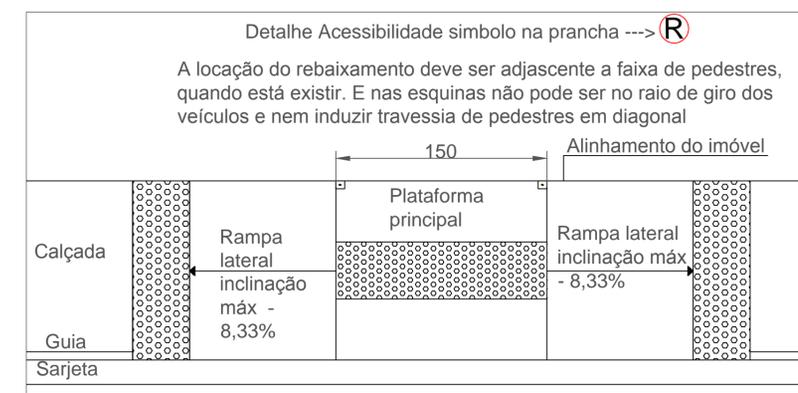 Detalhe Acessibilidade simbolo na prancha ---> R
A locação do rebaixamento deve ser adjascente a faixa de pedestres,
quando está existir. E nas esquinas não pode ser no raio de giro dos
veículos e nem induzir travessia de pedestres em diagonal
150
Alinhamento do imóvel
Plataforma
principal
Calçada
Rampa
lateral
inclinação
máx -
8,33%
Rampa lateral
inclinação máx
- 8,33%
Guia
Sarjeta